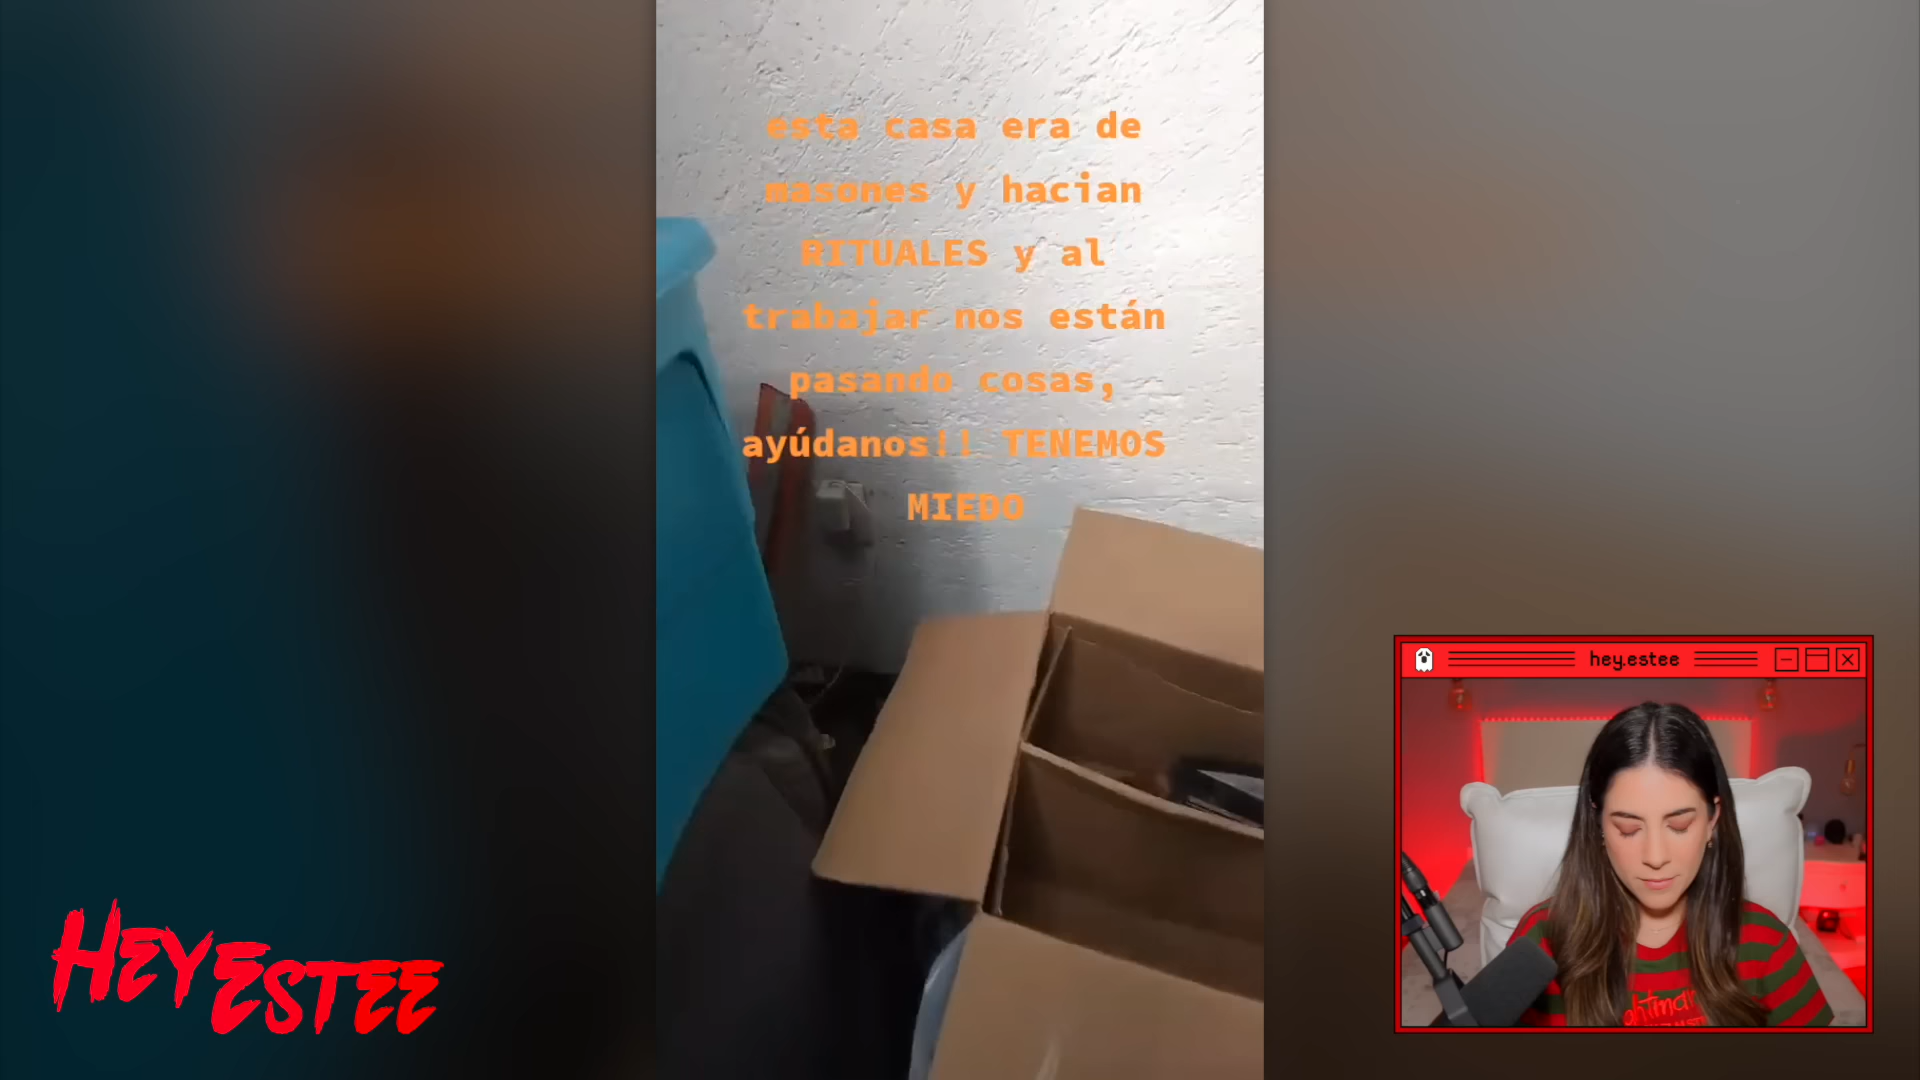 esta casa era de
masones y hacian
RITUALES y al
trabajar nos están
pasando cosas,
ayúdanos!! TENEMOS
MIEDO
hey.estee
HEYESTEE